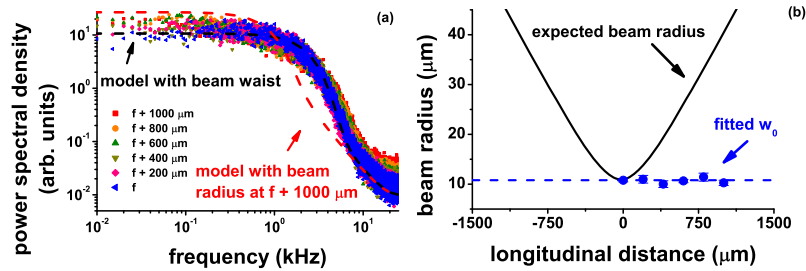 (a)
power spectral density
(arb. units)
10¹
10⁰
10⁻¹
10⁻²
model with beam waist
f + 1000 μm
f + 800 μm
f + 600 μm
f + 400 μm
f + 200 μm
f
model with beam
radius at f + 1000 μm
10⁻² 10⁻¹ 10⁰ 10¹
frequency (kHz)
(b)
beam radius (μm)
40
30
20
10
expected beam radius
fitted w₀
-1500 -750 0 750 1500
longitudinal distance (μm)